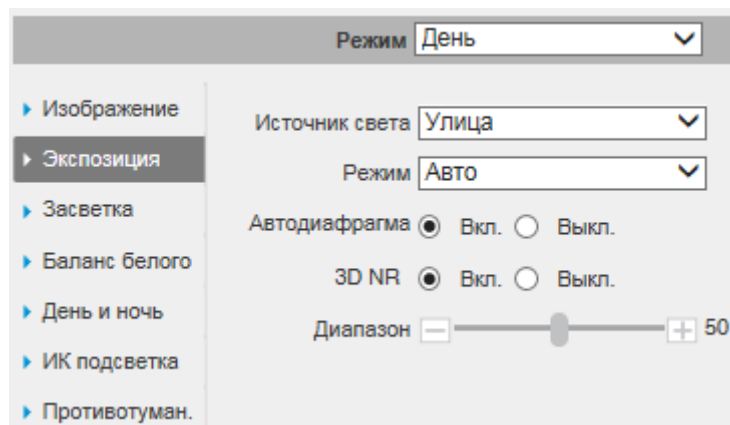 Режим День
Изображение
Экспозиция
Засветка
Баланс белого
День и ночь
ИК подсветка
Противотуман.
Источник света Улица
Режим Авто
Автодиафрагма Вкл. Выкл.
3D NR Вкл. Выкл.
Диапазон 50